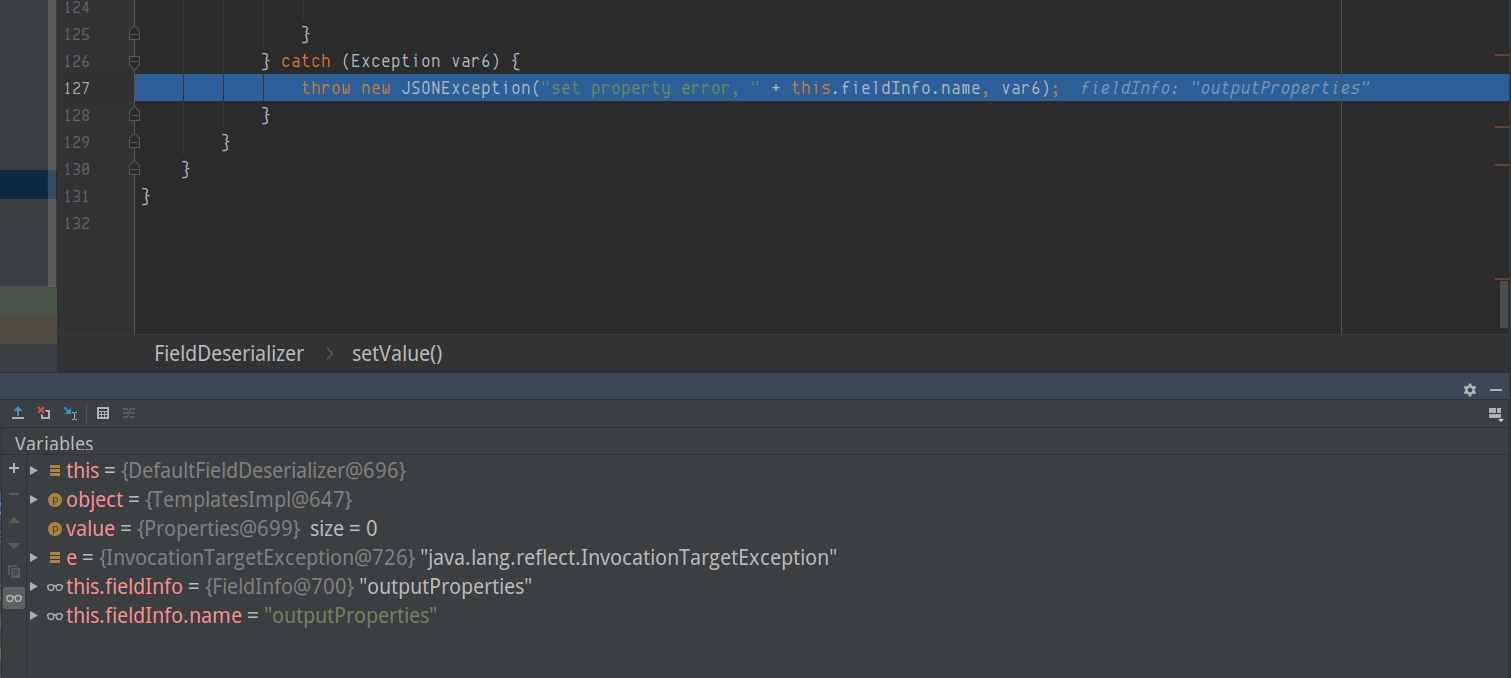 124
125 }
126 } catch (Exception var6) {
127 throw new JSONException("set property error, " + this.fieldInfo.name, var6); fieldInfo: "outputProperties"
128 }
129 }
130 }
131 }
132
FieldDeserializer > setValue()
Variables
this = {DefaultFieldDeserializer@696}
object = {TemplatesImpl@647}
value = {Properties@699} size = 0
e = {InvocationTargetException@726} "java.lang.reflect.InvocationTargetException"
this.fieldInfo = {FieldInfo@700} "outputProperties"
this.fieldInfo.name = "outputProperties"